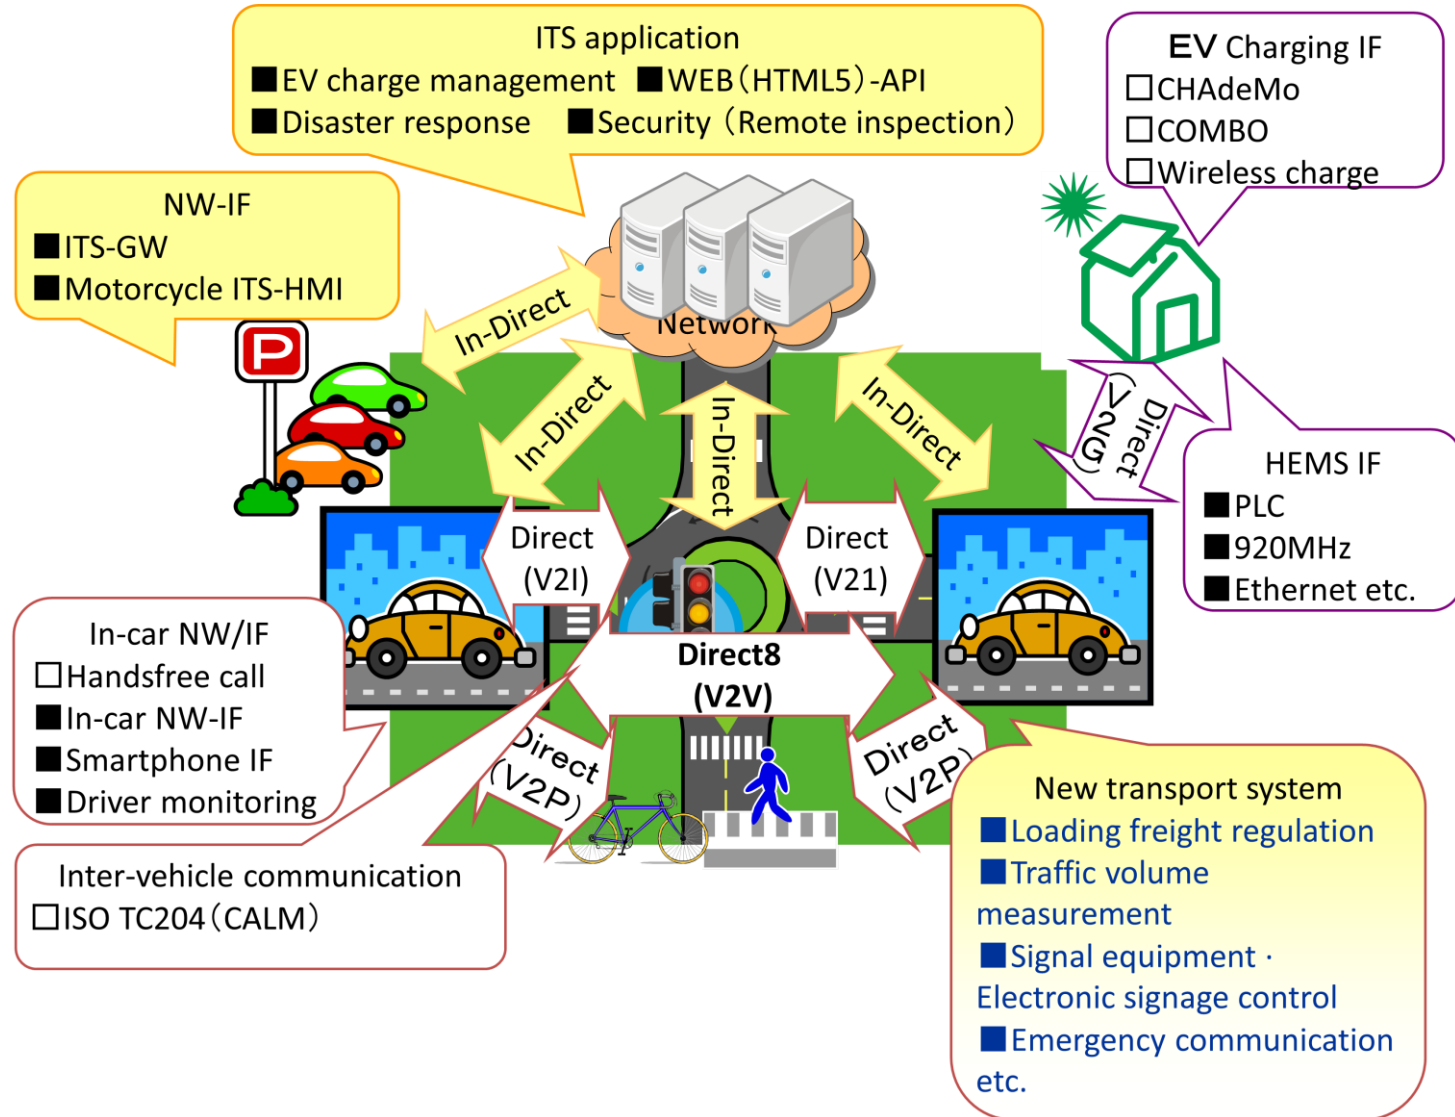 ITS application
■EV charge management ■WEB（HTML5）-API
■Disaster response ■Security（Remote inspection）
EV Charging IF
□CHAdeMo
□COMBO
□Wireless charge
NW-IF
■ITS-GW
■Motorcycle ITS-HMI
Network
P
In-Direct
In-Direct
In-Direct
In-Direct
Direct
(V2G)
HEMS IF
■PLC
■920MHz
■Ethernet etc.
Direct
(V2I)
Direct
(V21)
In-car NW/IF
□Handsfree call
■In-car NW-IF
■Smartphone IF
■Driver monitoring
Direct8
(V2V)
Direct
(V2P)
Direct
(V2P)
Inter-vehicle communication
□ISO TC204（CALM）
New transport system
■Loading freight regulation
■Traffic volume
measurement
■Signal equipment ·
Electronic signage control
■Emergency communication
etc.